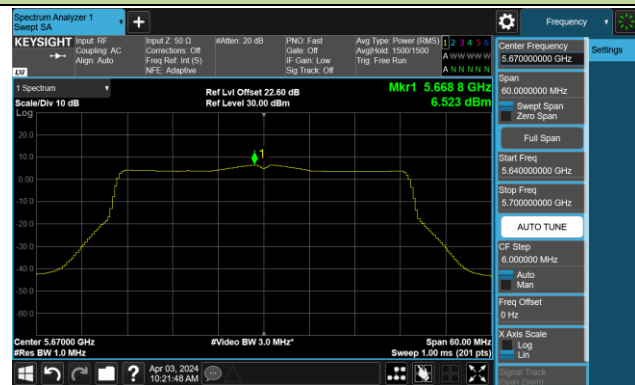 Spectrum Analyzer 1
Swept SA
Frequency
KEYSIGHT
Input: RF
Coupling: AC
Align: Auto
Input Z: 50 Ω
Corrections: Off
Freq Ref: Int (S)
NFE: Adaptive
#Atten: 20 dB
PNO: Fast
Gate: Off
IF Gain: Low
Sig Track: Off
Avg Type: Power (RMS)
Avg|Hold: 1500/1500
Trig: Free Run
1 2 3 4 5 6
A W W W W W
A N N N N N
LXI
1 Spectrum
Scale/Div 10 dB
Log
Ref Lvl Offset 22.60 dB
Ref Level 30.00 dBm
Mkr1 5.668 8 GHz
6.523 dBm
1
20.0
10.0
0.00
-10.0
-20.0
-30.0
-40.0
-50.0
-60.0
Center 5.67000 GHz
#Res BW 1.0 MHz
#Video BW 3.0 MHz*
Span 60.00 MHz
Sweep 1.00 ms (201 pts)
Center Frequency
5.670000000 GHz
Settings
Span
60.0000000 MHz
Swept Span
Zero Span
Full Span
Start Freq
5.640000000 GHz
Stop Freq
5.700000000 GHz
AUTO TUNE
CF Step
6.000000 MHz
Auto
Man
Freq Offset
0 Hz
X Axis Scale
Log
Lin
Signal Track
(Span Zoom)
Apr 03, 2024
10:21:48 AM